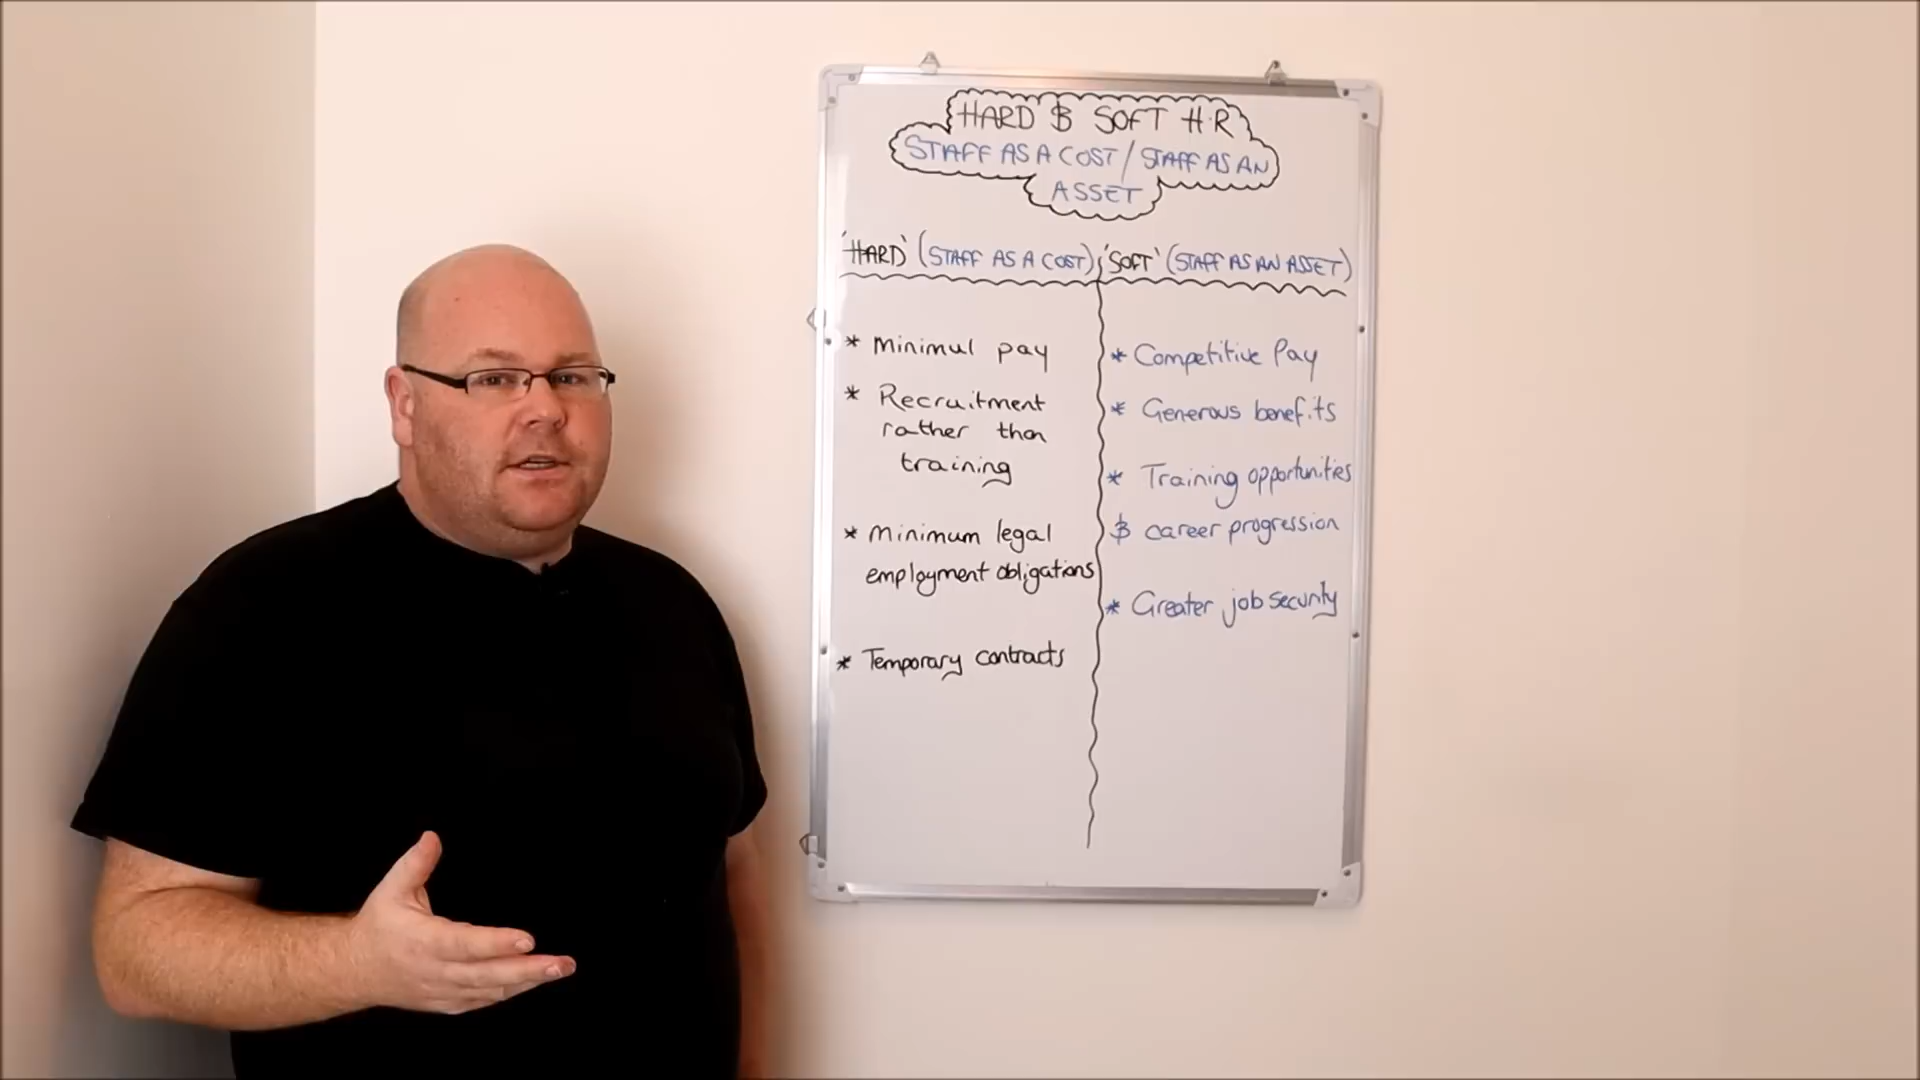 HARD & SOFT H.R
STAFF AS A COST / STAFF AS AN
ASSET
'HARD' (STAFF AS A COST)
* Minimul pay
* Recruitment
rather than
training
* Minimum legal
employment obligations
* Temporary contracts
'SOFT' (STAFF AS AN ASSET)
* Competitive Pay
* Generous benefits
* Training opportunities
& career progression
* Greater job security